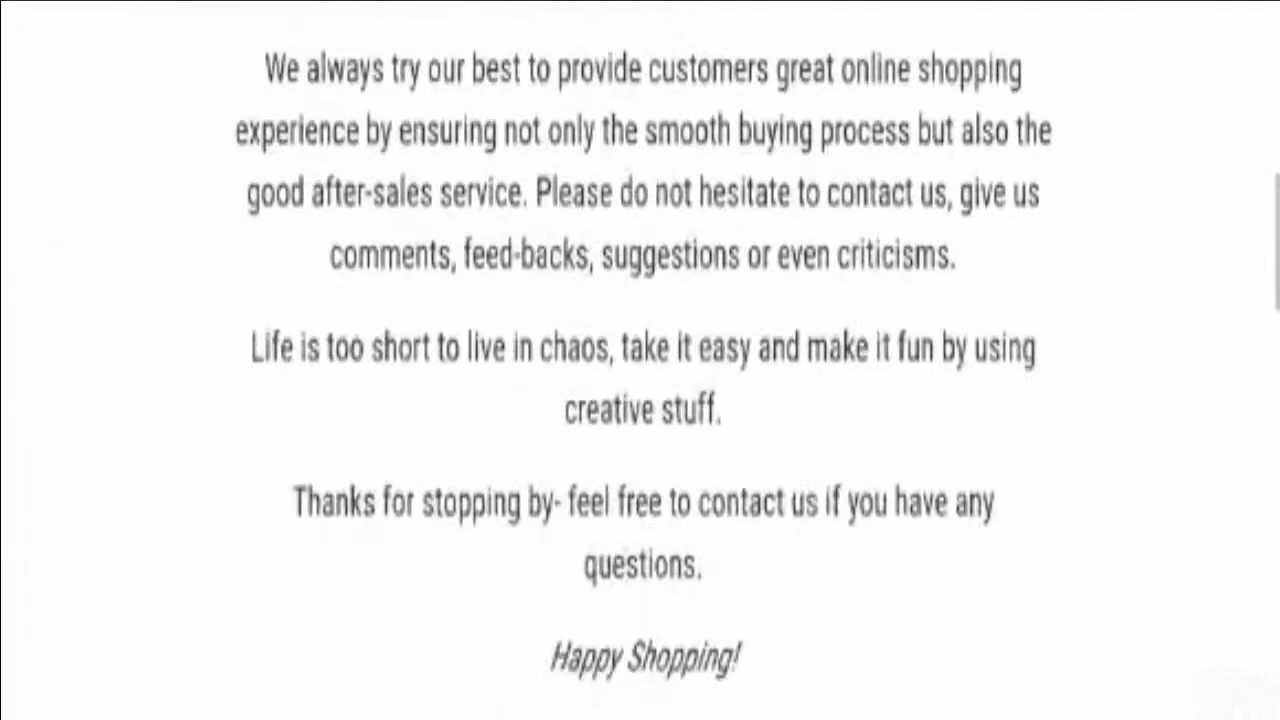 We always try our best to provide customers great online shopping
experience by ensuring not only the smooth buying process but also the
good after-sales service. Please do not hesitate to contact us, give us
comments, feed-backs, suggestions or even criticisms.
Life is too short to live in chaos, take it easy and make it fun by using
creative stuff.
Thanks for stopping by- feel free to contact us if you have any
questions.
Happy Shopping!